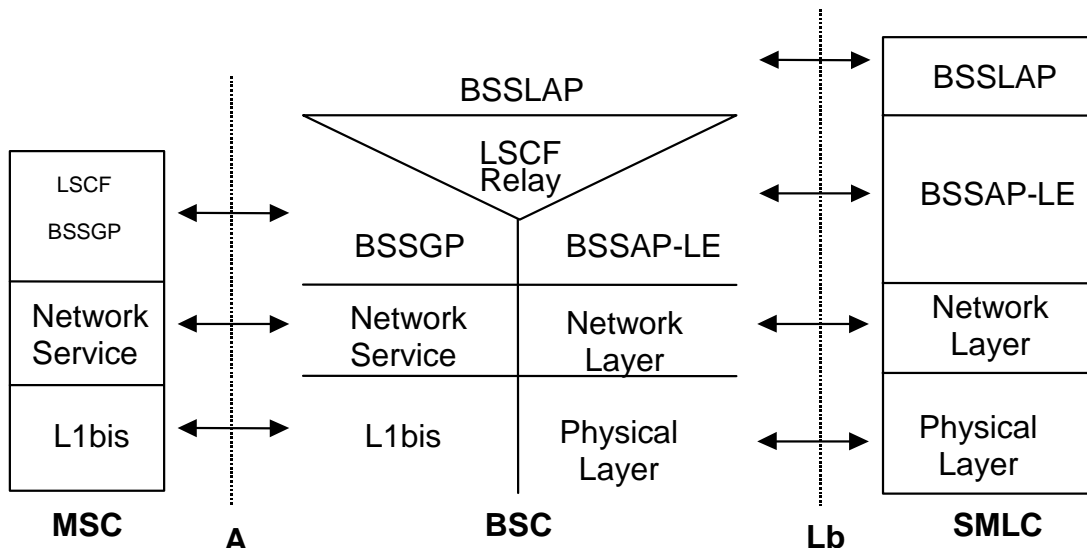 BSSLAP
LSCF
Relay
BSSGP
BSSAP-LE
Network
Service
Network
Layer
L1bis
Physical
Layer
BSC
LSCF
BSSGP
Network
Service
L1bis
MSC
A
BSSLAP
BSSAP-LE
Network
Layer
Physical
Layer
SMLC
Lb